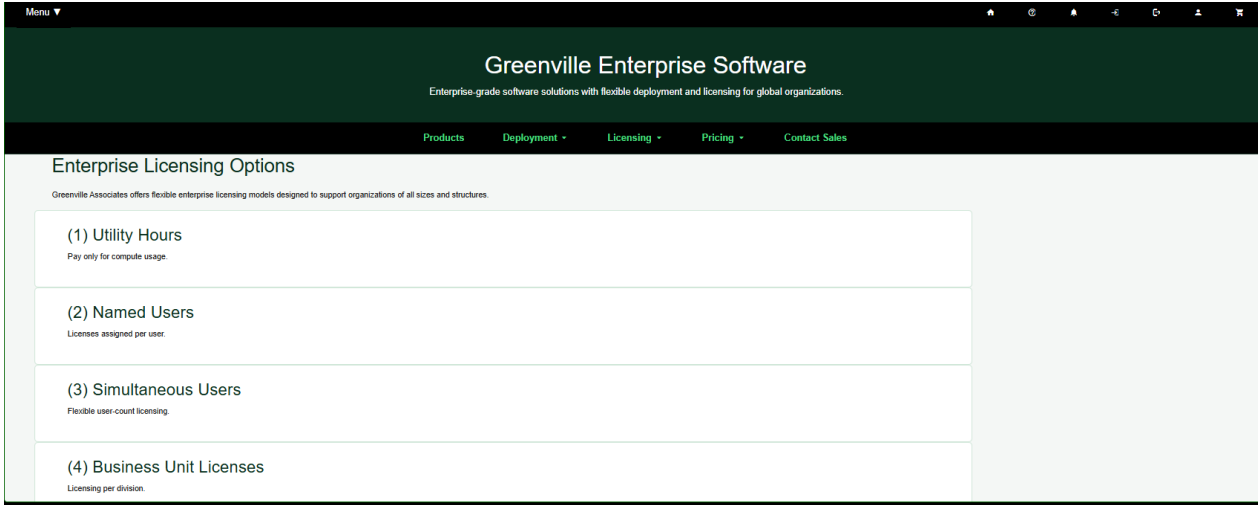 Menu ▼
Greenville Enterprise Software
Enterprise-grade software solutions with flexible deployment and licensing for global organizations.
Products Deployment Licensing Pricing Contact Sales
Enterprise Licensing Options
Greenville Associates offers flexible enterprise licensing models designed to support organizations of all sizes and structures.
(1) Utility Hours
Pay only for compute usage.
(2) Named Users
Licenses assigned per user.
(3) Simultaneous Users
Flexible user-count licensing.
(4) Business Unit Licenses
Licensing per division.